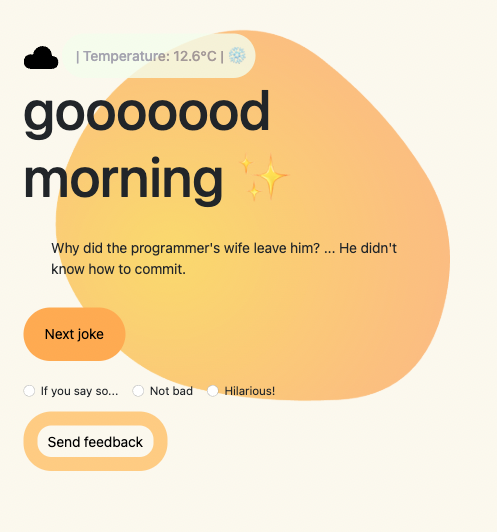 | Temperature: 12.6°C | ❄️
gooooood
morning ✨
Why did the programmer's wife leave him? ... He didn't
know how to commit.
Next joke
If you say so... Not bad Hilarious!
Send feedback